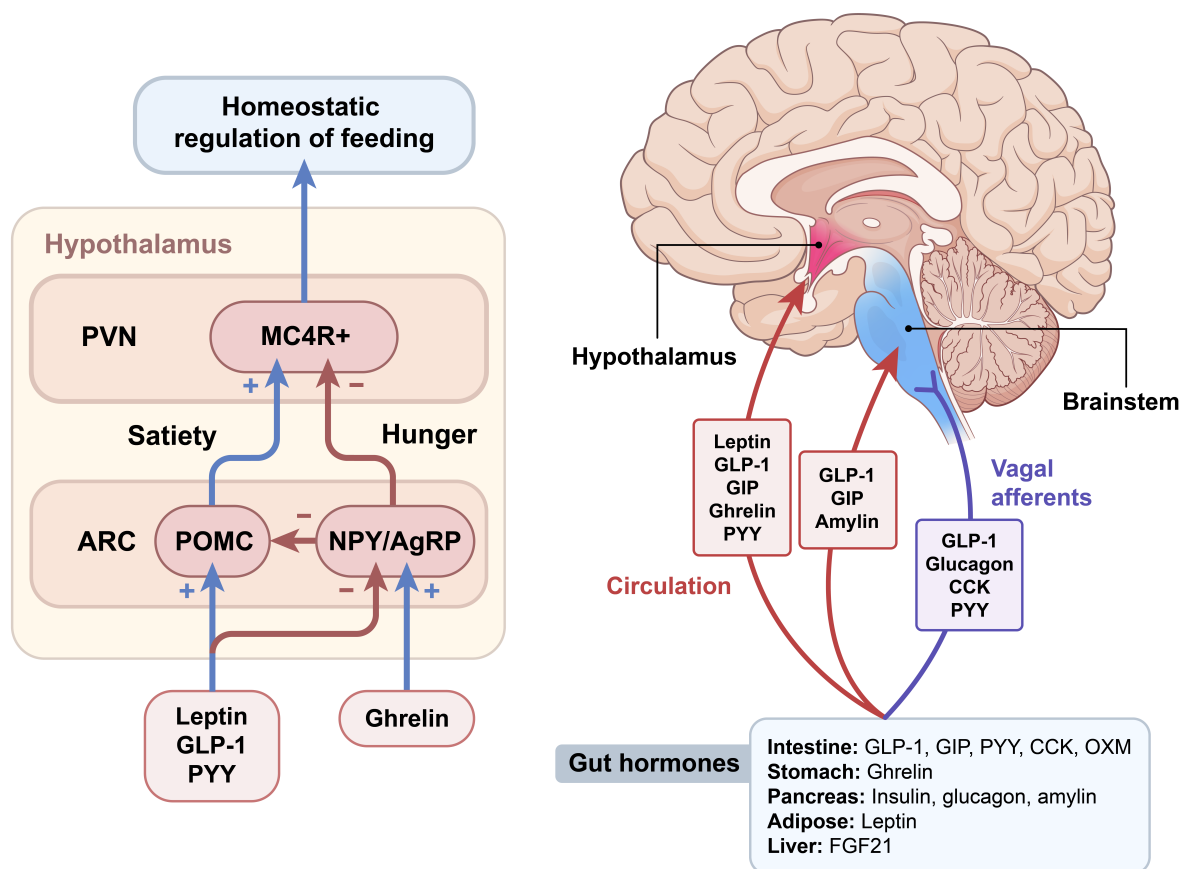 Homeostatic
regulation of feeding
Hypothalamus
PVN
MC4R+
+
−
Satiety
Hunger
ARC
POMC
−
NPY/AgRP
+
−
+
Leptin
GLP-1
PYY
Ghrelin
Hypothalamus
Brainstem
Leptin
GLP-1
GIP
Ghrelin
PYY
GLP-1
GIP
Amylin
Vagal
afferents
GLP-1
Glucagon
CCK
PYY
Circulation
Gut hormones
Intestine: GLP-1, GIP, PYY, CCK, OXM
Stomach: Ghrelin
Pancreas: Insulin, glucagon, amylin
Adipose: Leptin
Liver: FGF21